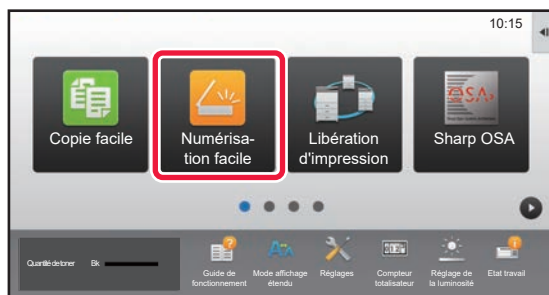 10:15
Copie facile
Numérisa-
tion facile
Libération
d'impression
Sharp OSA
OSA
Quantité de toner Bk
Guide de
fonctionnement
Mode affichage
étendu
Réglages
Compteur
totalisateur
Réglage de
la luminosité
Etat travail